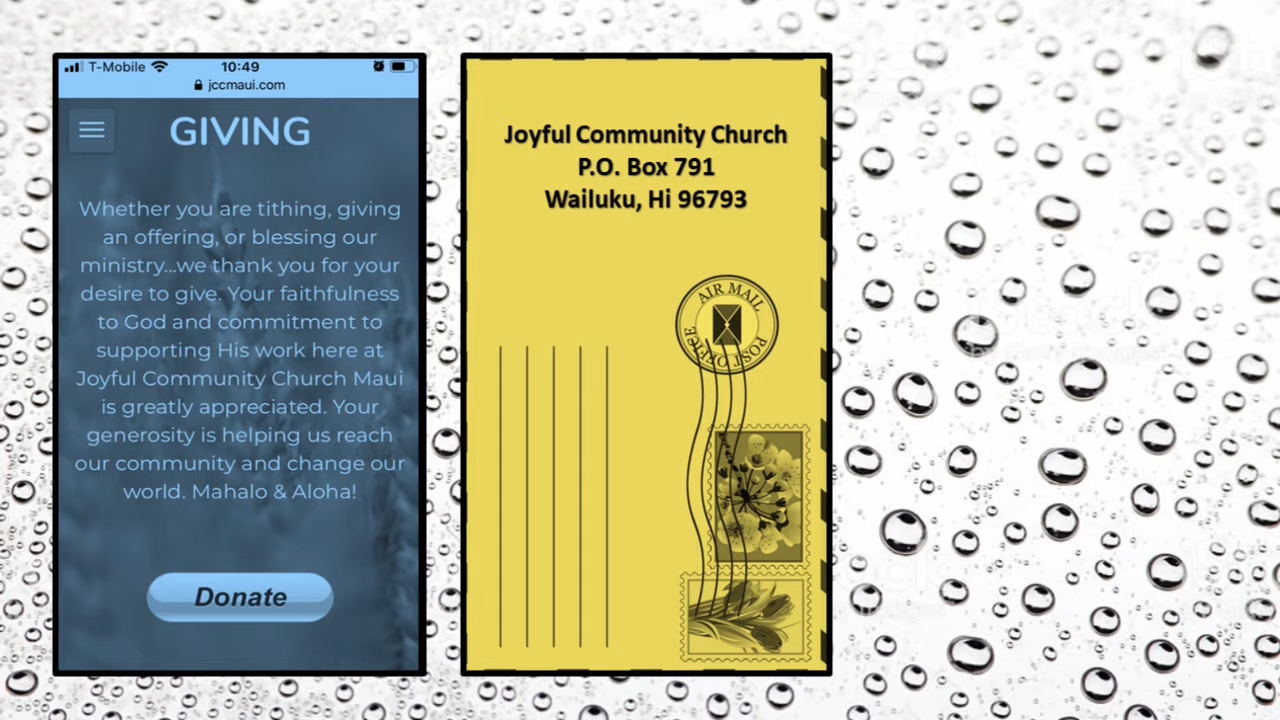 T-Mobile 10:49
jccmaui.com
GIVING
Whether you are tithing, giving
an offering, or blessing our
ministry...we thank you for your
desire to give. Your faithfulness
to God and commitment to
supporting His work here at
Joyful Community Church Maui
is greatly appreciated. Your
generosity is helping us reach
our community and change our
world. Mahalo & Aloha!
Donate
Joyful Community Church
P.O. Box 791
Wailuku, Hi 96793
AIR MAIL
POST OFFICE